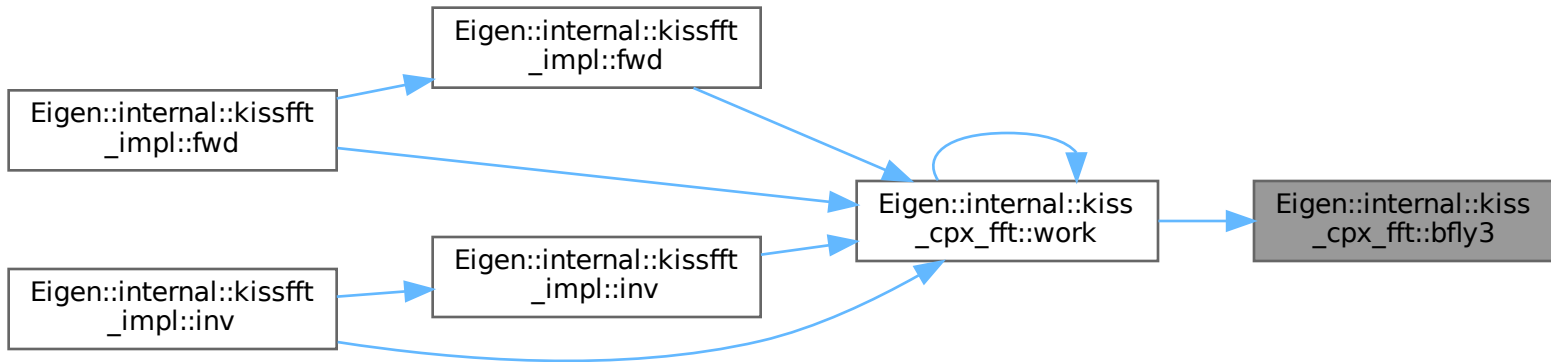 Eigen::internal::kissfft
_impl::fwd
Eigen::internal::kissfft
_impl::fwd
Eigen::internal::kiss
_cpx_fft::work
Eigen::internal::kiss
_cpx_fft::bfly3
Eigen::internal::kissfft
_impl::inv
Eigen::internal::kissfft
_impl::inv